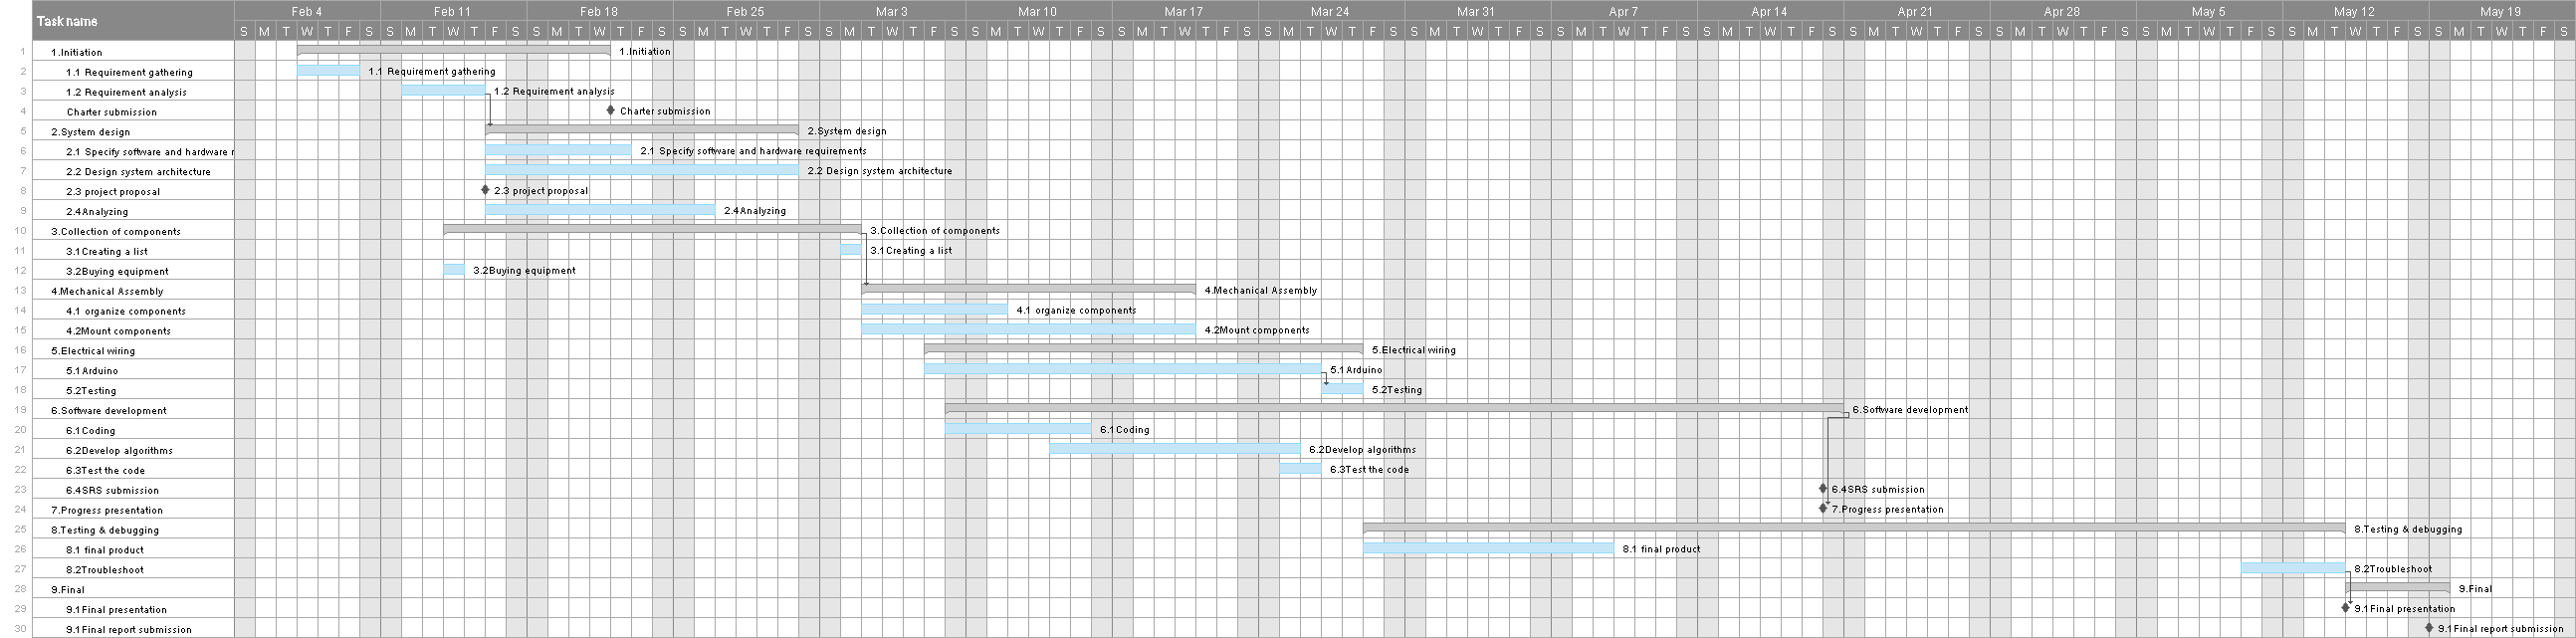 Task name Feb 4 Feb 11 Feb 18 Feb 25 Mar 3 Mar 10 Mar 17 Mar 24 Mar 31 Apr 7 Apr 14 Apr 21 Apr 28 May 5 May 12 May 19
S M T W T F S S M T W T F S S M T W T F S S M T W T F S S M T W T F S S M T W T F S S M T W T F S S M T W T F S S M T W T F S S M T W T F S S M T W T F S S M T W T F S S M T W T F S S M T W T F S S M T W T F S S M T W T F S
1 1.Initiation 1.Initiation
2 1.1 Requirement gathering 1.1 Requirement gathering
3 1.2 Requirement analysis 1.2 Requirement analysis
4 Charter submission Charter submission
5 2.System design 2.System design
6 2.1 Specify software and hardware r 2.1 Specify software and hardware requirements
7 2.2 Design system architecture 2.2 Design system architecture
8 2.3 project proposal 2.3 project proposal
9 2.4Analyzing 2.4Analyzing
10 3.Collection of components 3.Collection of components
11 3.1Creating a list 3.1Creating a list
12 3.2Buying equipment 3.2Buying equipment
13 4.Mechanical Assembly 4.Mechanical Assembly
14 4.1 organize components 4.1 organize components
15 4.2Mount components 4.2Mount components
16 5.Electrical wiring 5.Electrical wiring
17 5.1Arduino 5.1Arduino
18 5.2Testing 5.2Testing
19 6.Software development 6.Software development
20 6.1Coding 6.1Coding
21 6.2Develop algorithms 6.2Develop algorithms
22 6.3Test the code 6.3Test the code
23 6.4SRS submission 6.4SRS submission
24 7.Progress presentation 7.Progress presentation
25 8.Testing & debugging 8.Testing & debugging
26 8.1 final product 8.1 final product
27 8.2Troubleshoot 8.2Troubleshoot
28 9.Final 9.Final
29 9.1Final presentation 9.1Final presentation
30 9.1Final report submission 9.1Final report submission